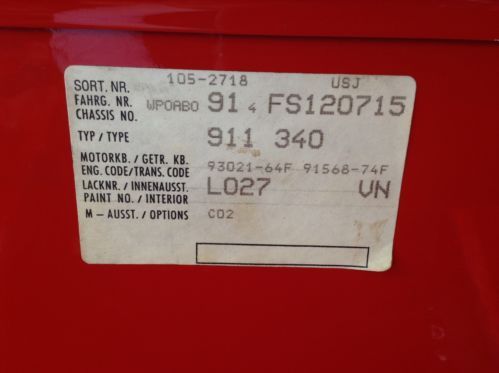 SORT. NR. 105-2718 USJ
FAHRG. NR.
CHASSIS NO. WPOABO 91 4 FS120715
TYP / TYPE 911 340
MOTORKB. / GETR. KB.
ENG. CODE/TRANS. CODE 93021-64F 91568-74F
LACKNR. / INNENAUSST.
PAINT NO. / INTERIOR L027 VN
M – AUSST. / OPTIONS C02